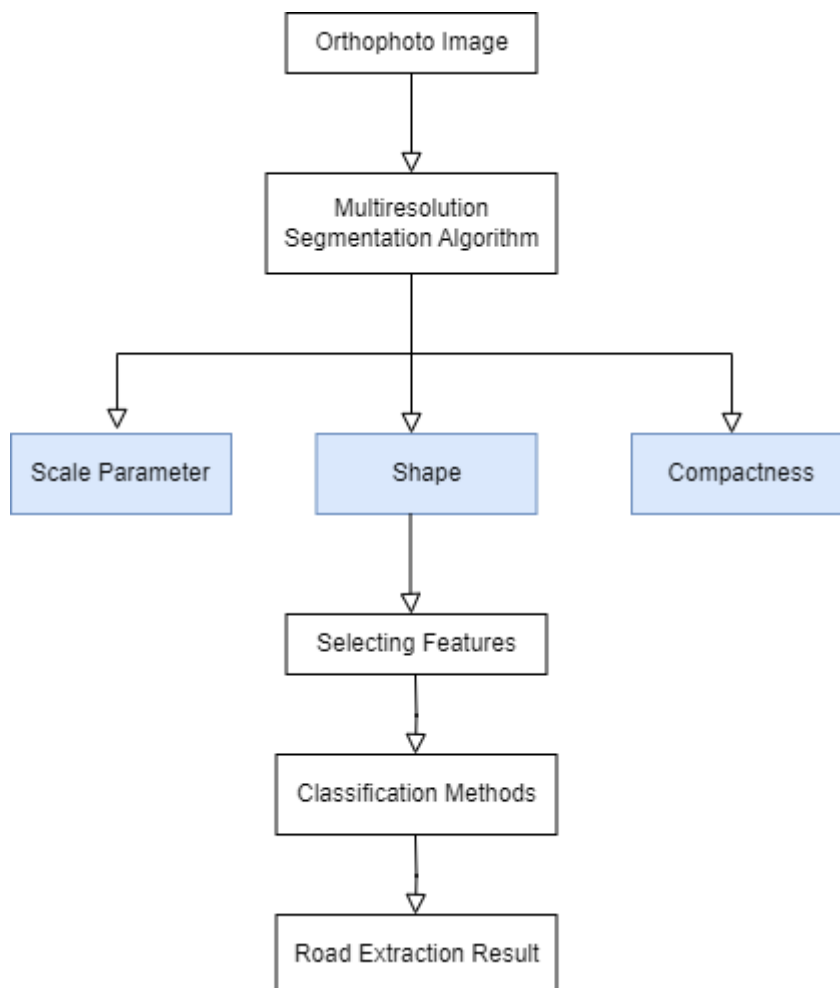 Orthophoto Image
Multiresolution
Segmentation Algorithm
Scale Parameter
Shape
Compactness
Selecting Features
Classification Methods
Road Extraction Result